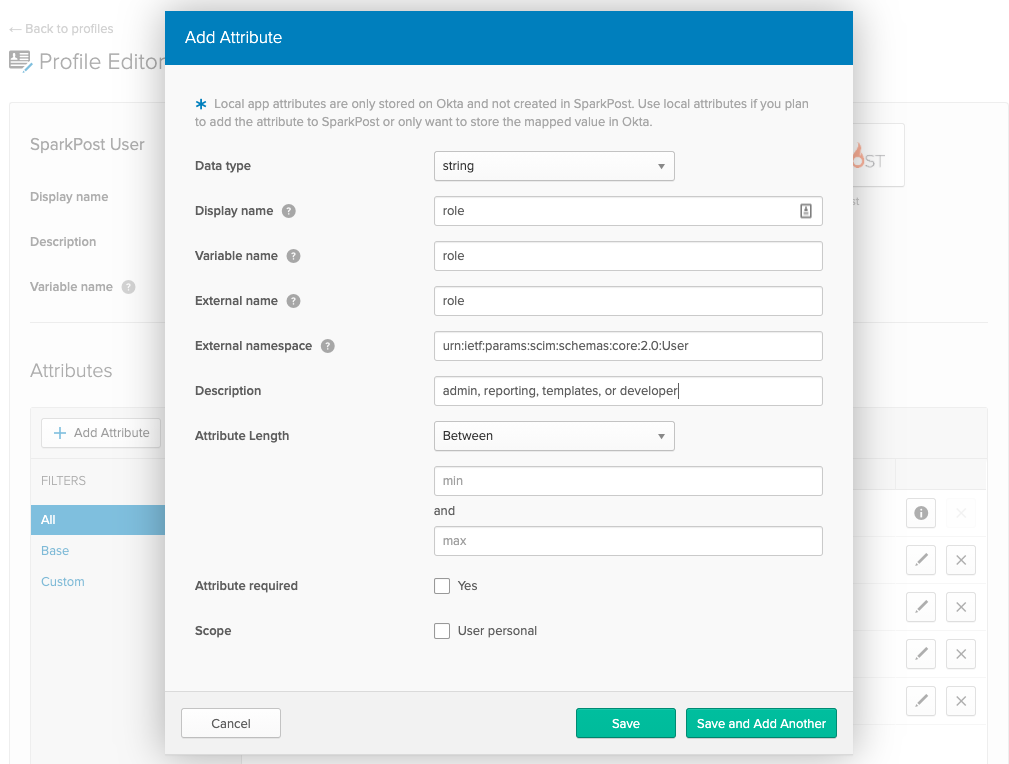 ← Back to profiles
Profile Editor
Add Attribute
* Local app attributes are only stored on Okta and not created in SparkPost. Use local attributes if you plan
to add the attribute to SparkPost or only want to store the mapped value in Okta.
SparkPost User
Display name
Description
Variable name ?
Data type
string
Display name ?
role
Variable name ?
role
External name ?
role
External namespace ?
urn:ietf:params:scim:schemas:core:2.0:User
Description
admin, reporting, templates, or developer
Attribute Length
Between
min
and
max
Attribute required
Yes
Scope
User personal
Cancel
Save
Save and Add Another
Attributes
+ Add Attribute
FILTERS
All
Base
Custom